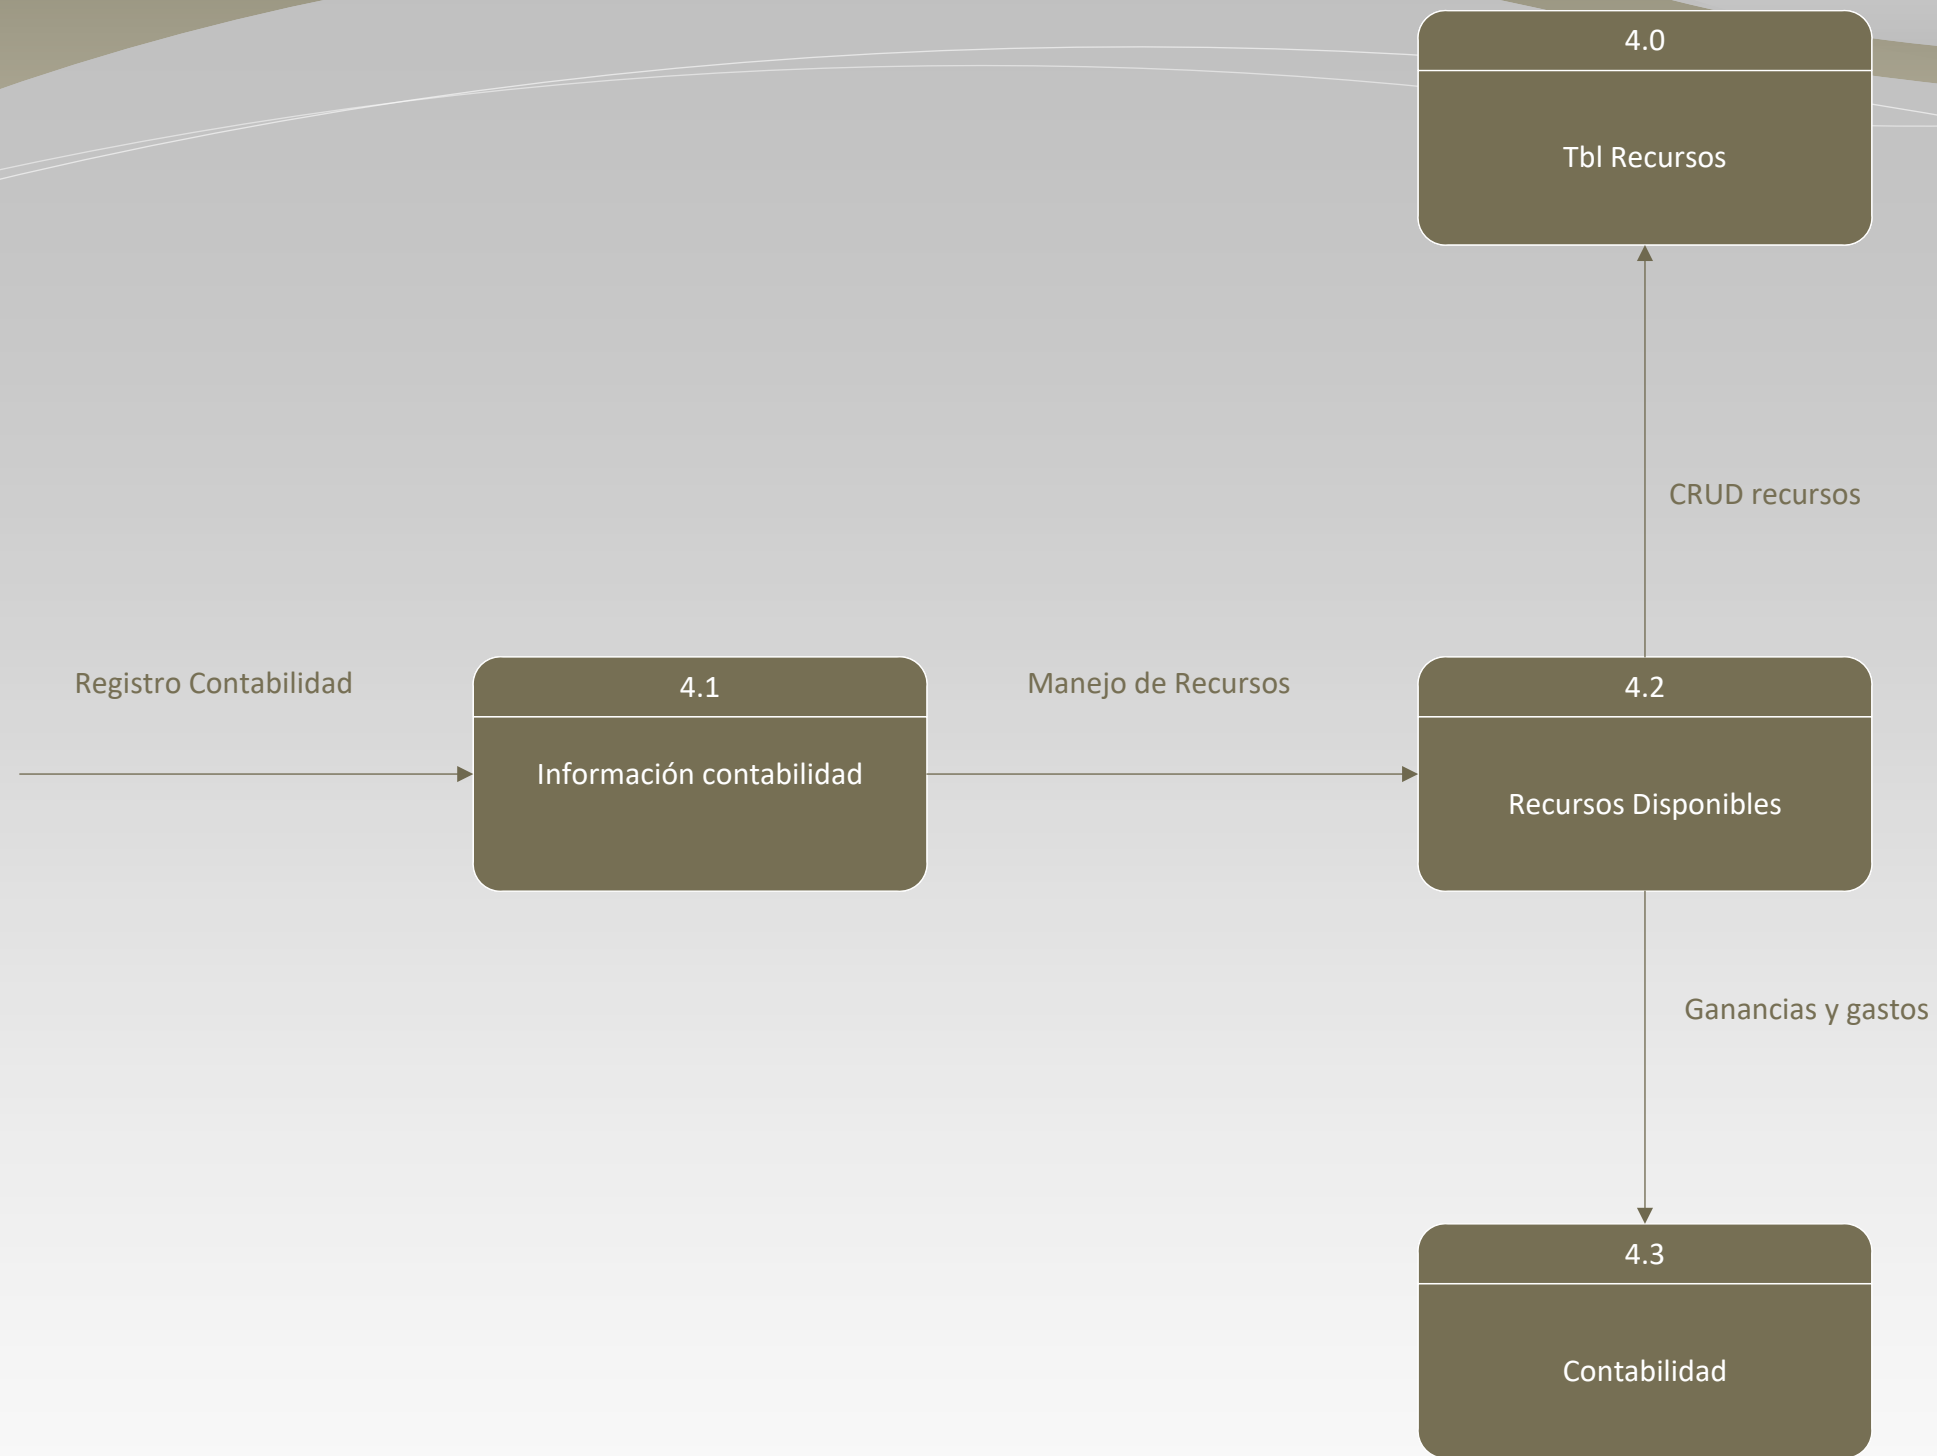 4.0
Tbl Recursos
CRUD recursos
Registro Contabilidad
4.1
Información contabilidad
Manejo de Recursos
4.2
Recursos Disponibles
Ganancias y gastos
4.3
Contabilidad